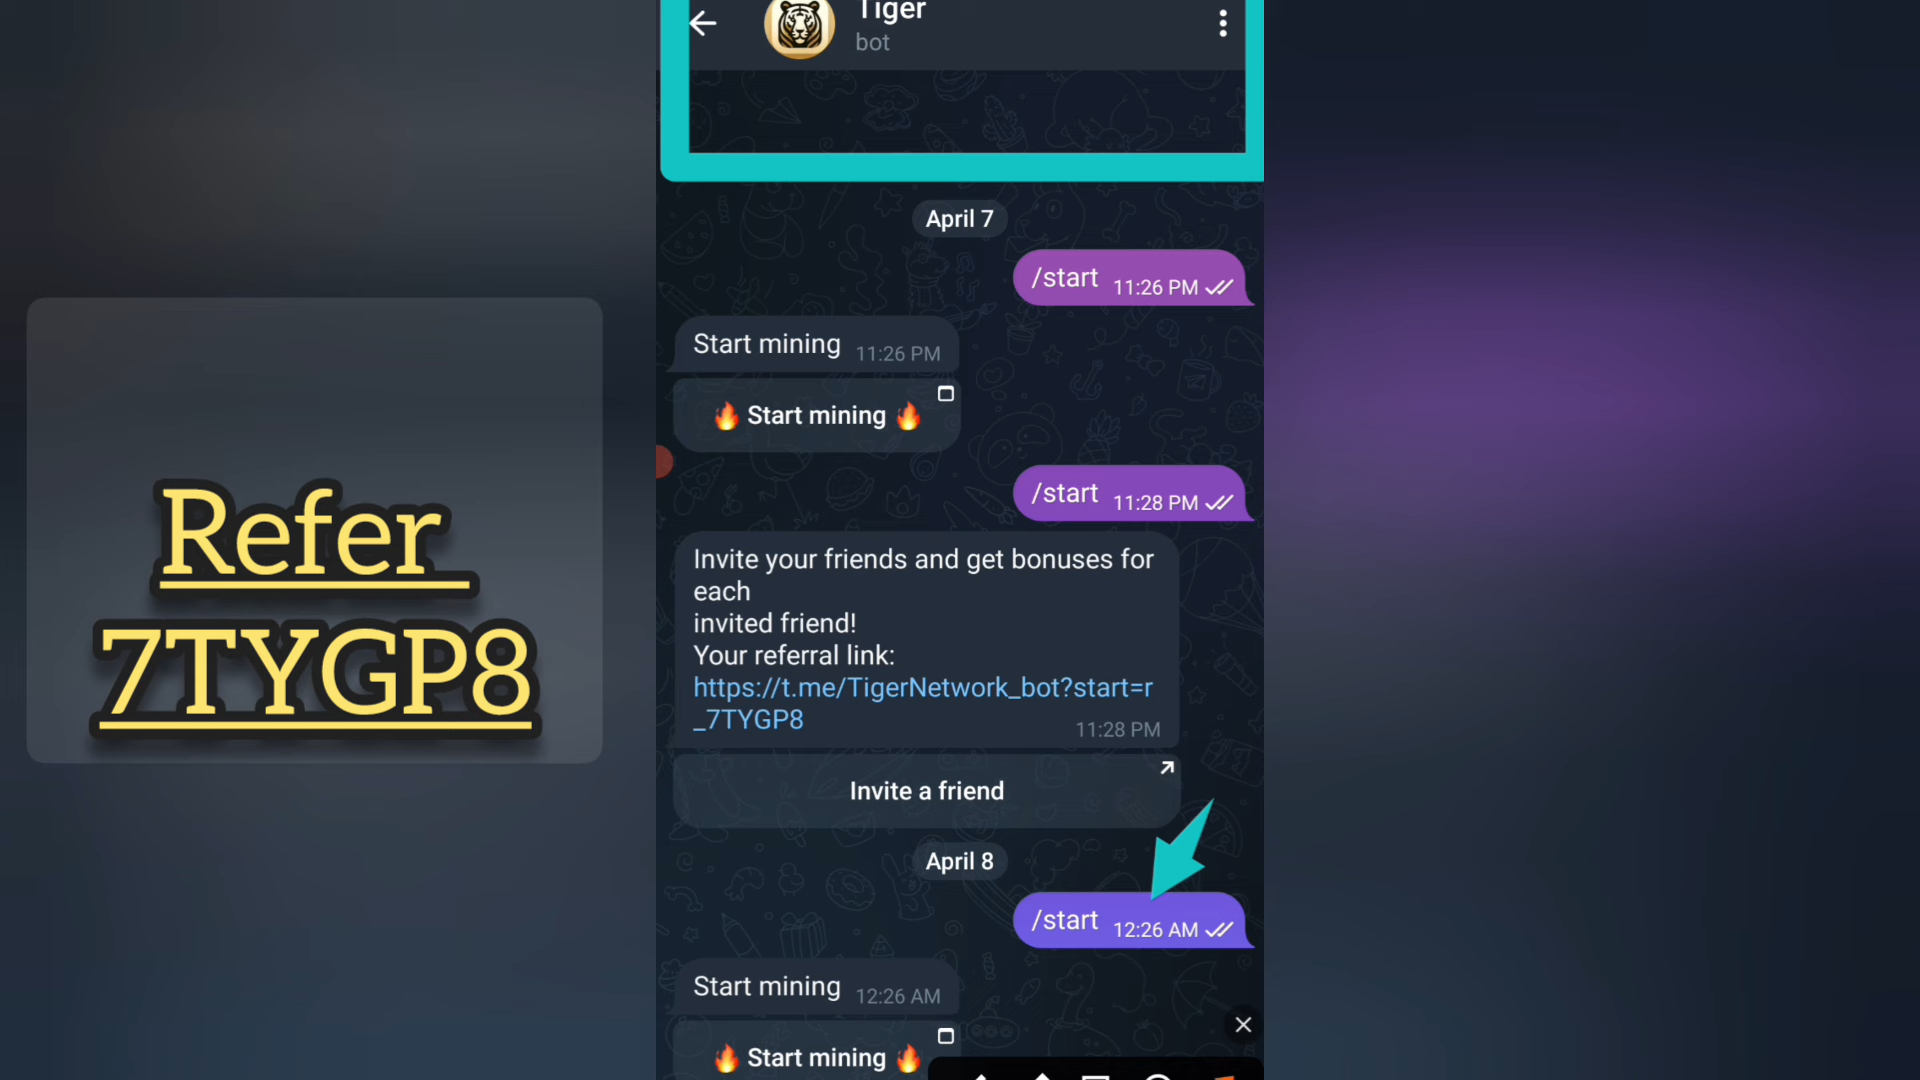 Tiger
bot
April 7
/start 11:26 PM
Start mining 11:26 PM
🔥 Start mining 🔥
/start 11:28 PM
Invite your friends and get bonuses for
each
invited friend!
Your referral link:
https://t.me/TigerNetwork_bot?start=r
_7TYGP8 11:28 PM
Invite a friend
April 8
/start 12:26 AM
Start mining 12:26 AM
🔥 Start mining 🔥
Refer
7TYGP8